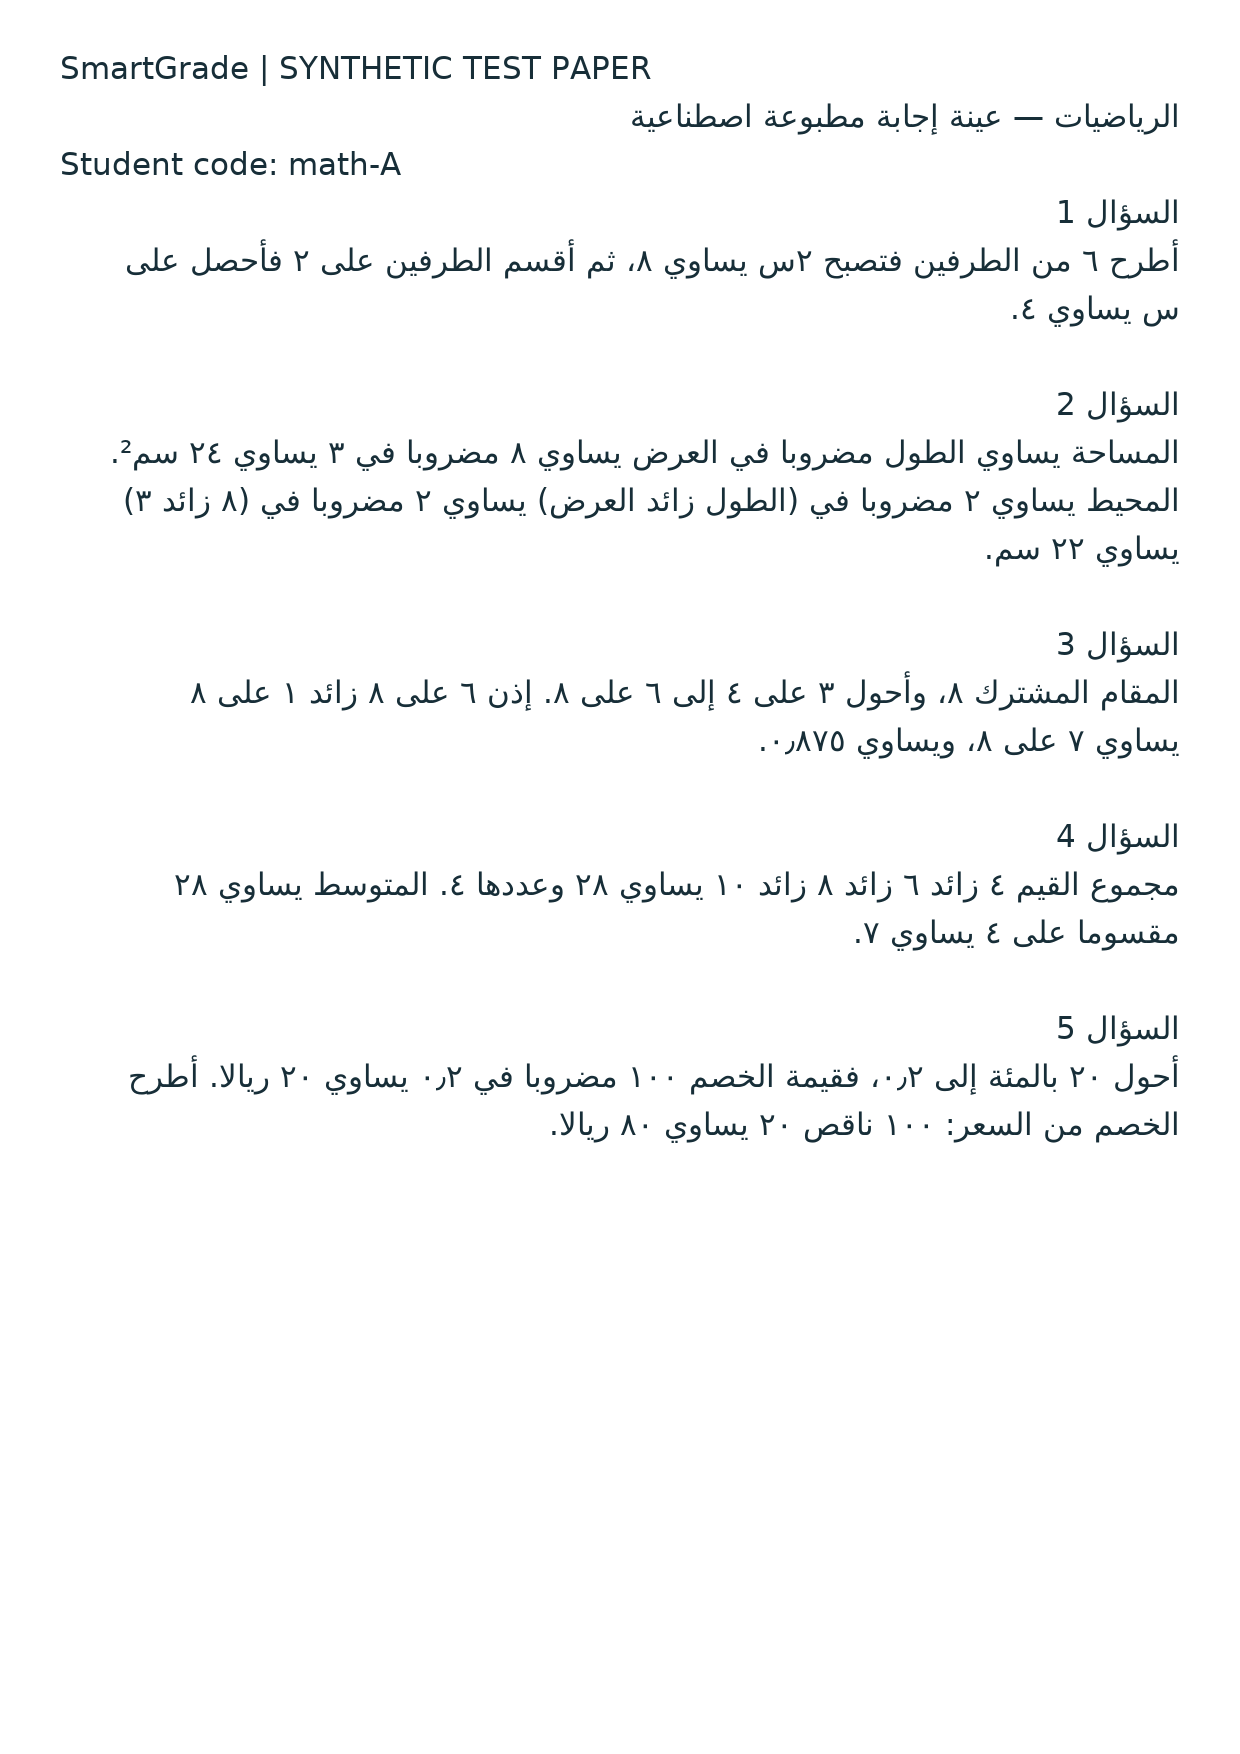 SmartGrade | SYNTHETIC TEST PAPER
الرياضيات — عينة إجابة مطبوعة اصطناعية
Student code: math-A
السؤال 1
أطرح ٦ من الطرفين فتصبح ٢س يساوي ٨، ثم أقسم الطرفين على ٢ فأحصل على
س يساوي ٤.
السؤال 2
المساحة يساوي الطول مضروبا في العرض يساوي ٨ مضروبا في ٣ يساوي ٢٤ سم².
المحيط يساوي ٢ مضروبا في (الطول زائد العرض) يساوي ٢ مضروبا في (٨ زائد ٣)
يساوي ٢٢ سم.
السؤال 3
المقام المشترك ٨، وأحول ٣ على ٤ إلى ٦ على ٨. إذن ٦ على ٨ زائد ١ على ٨
يساوي ٧ على ٨، ويساوي ٠٫٨٧٥.
السؤال 4
مجموع القيم ٤ زائد ٦ زائد ٨ زائد ١٠ يساوي ٢٨ وعددها ٤. المتوسط يساوي ٢٨
مقسوما على ٤ يساوي ٧.
السؤال 5
أحول ٢٠ بالمئة إلى ٠٫٢، فقيمة الخصم ١٠٠ مضروبا في ٠٫٢ يساوي ٢٠ ريالا. أطرح
الخصم من السعر: ١٠٠ ناقص ٢٠ يساوي ٨٠ ريالا.